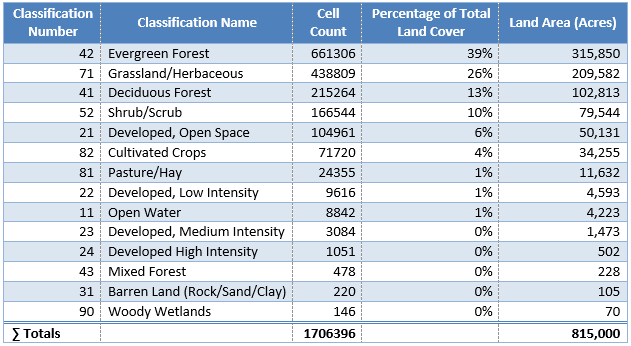 Classification Number Classification Name Cell Count Percentage of Total Land Cover Land Area (Acres)
42 Evergreen Forest 661306 39% 315,850
71 Grassland/Herbaceous 438809 26% 209,582
41 Deciduous Forest 215264 13% 102,813
52 Shrub/Scrub 166544 10% 79,544
21 Developed, Open Space 104961 6% 50,131
82 Cultivated Crops 71720 4% 34,255
81 Pasture/Hay 24355 1% 11,632
22 Developed, Low Intensity 9616 1% 4,593
11 Open Water 8842 1% 4,223
23 Developed, Medium Intensity 3084 0% 1,473
24 Developed High Intensity 1051 0% 502
43 Mixed Forest 478 0% 228
31 Barren Land (Rock/Sand/Clay) 220 0% 105
90 Woody Wetlands 146 0% 70
∑ Totals 1706396 815,000